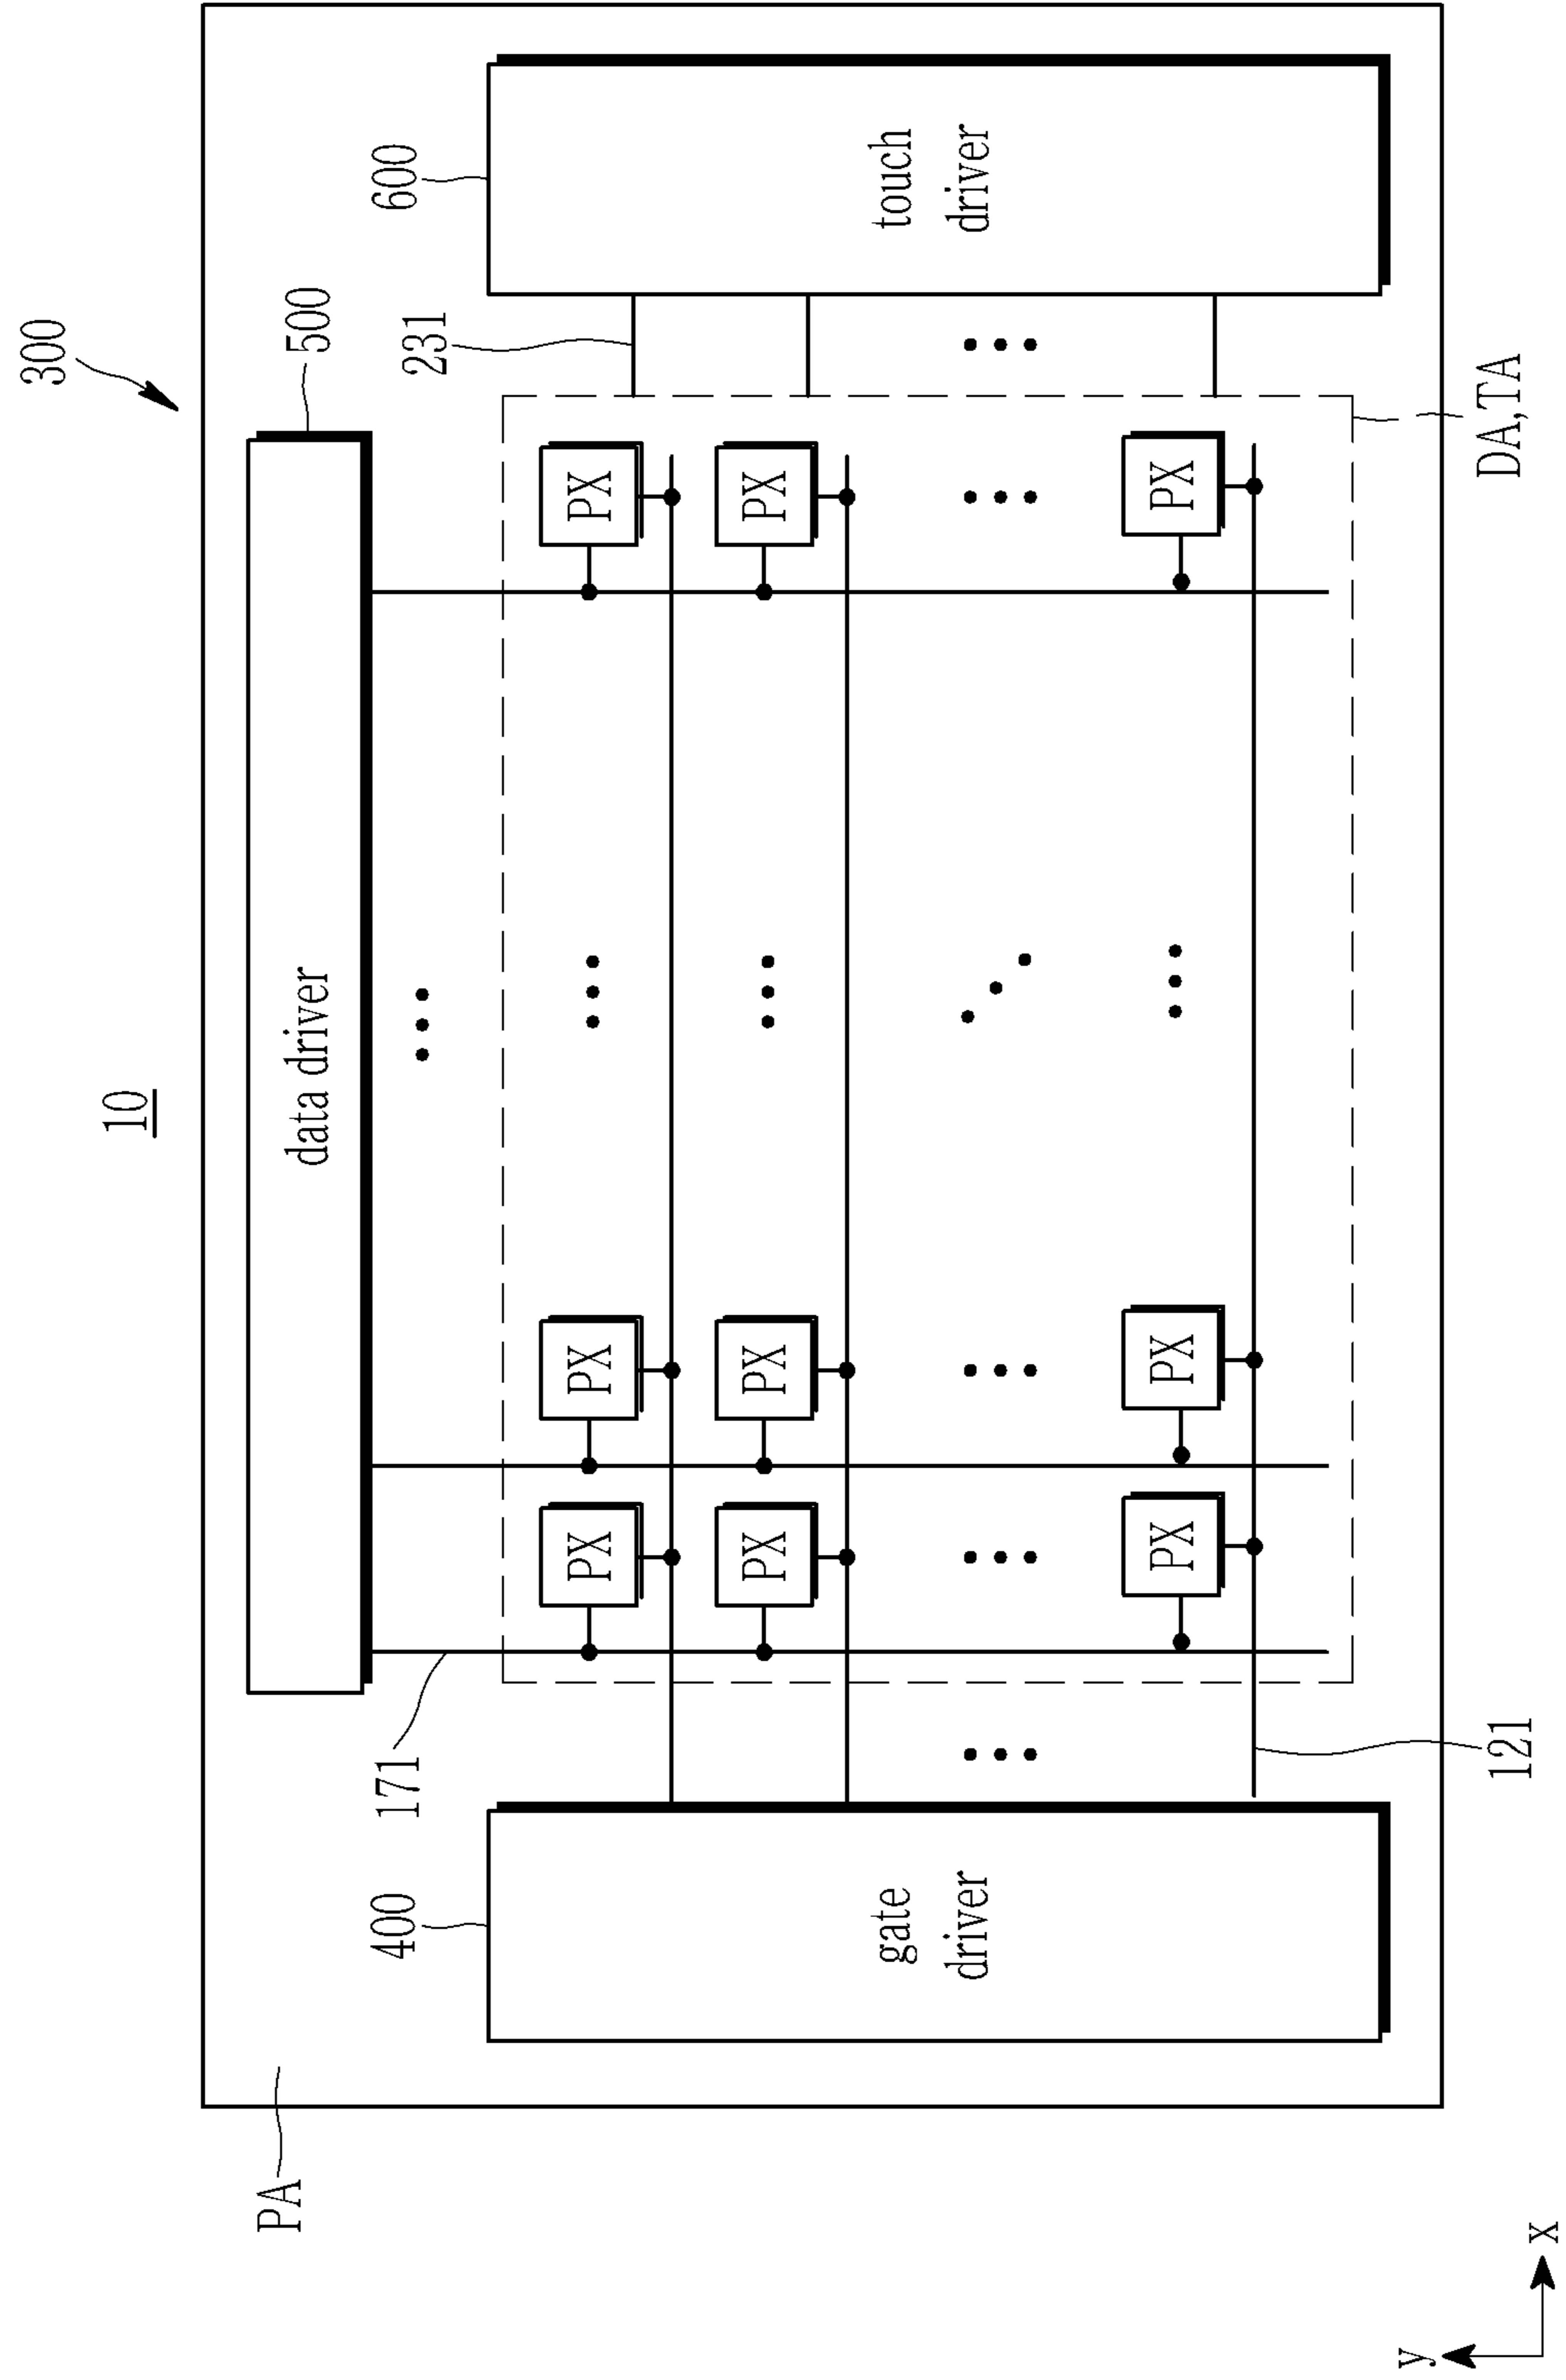 10
300
500
data driver
PA
400
gate
driver
171
231
600
touch
driver
PX
PX
PX
PX
PX
PX
PX
PX
PX
121
DA,TA
y
x